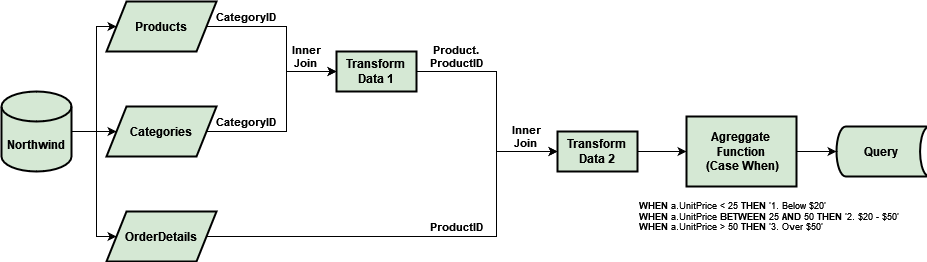 Products
CategoryID
Inner
Join
Transform
Data 1
Product.
ProductID
Northwind
Categories
CategoryID
Inner
Join
Transform
Data 2
Agreggate
Function
(Case When)
Query
OrderDetails
ProductID
WHEN a.UnitPrice < 25 THEN '1. Below $20'
WHEN a.UnitPrice BETWEEN 25 AND 50 THEN '2. $20 - $50'
WHEN a.UnitPrice > 50 THEN '3. Over $50'